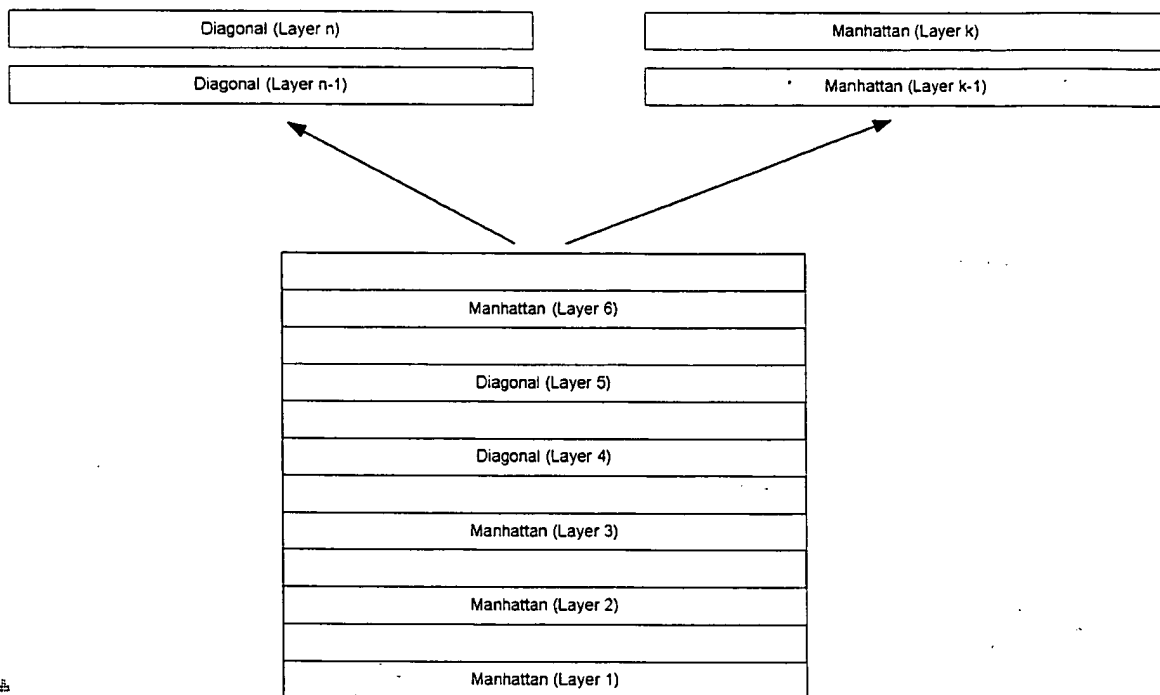 Diagonal (Layer n)
Manhattan (Layer k)
Diagonal (Layer n-1)
Manhattan (Layer k-1)
Manhattan (Layer 6)
Diagonal (Layer 5)
Diagonal (Layer 4)
Manhattan (Layer 3)
Manhattan (Layer 2)
Manhattan (Layer 1)